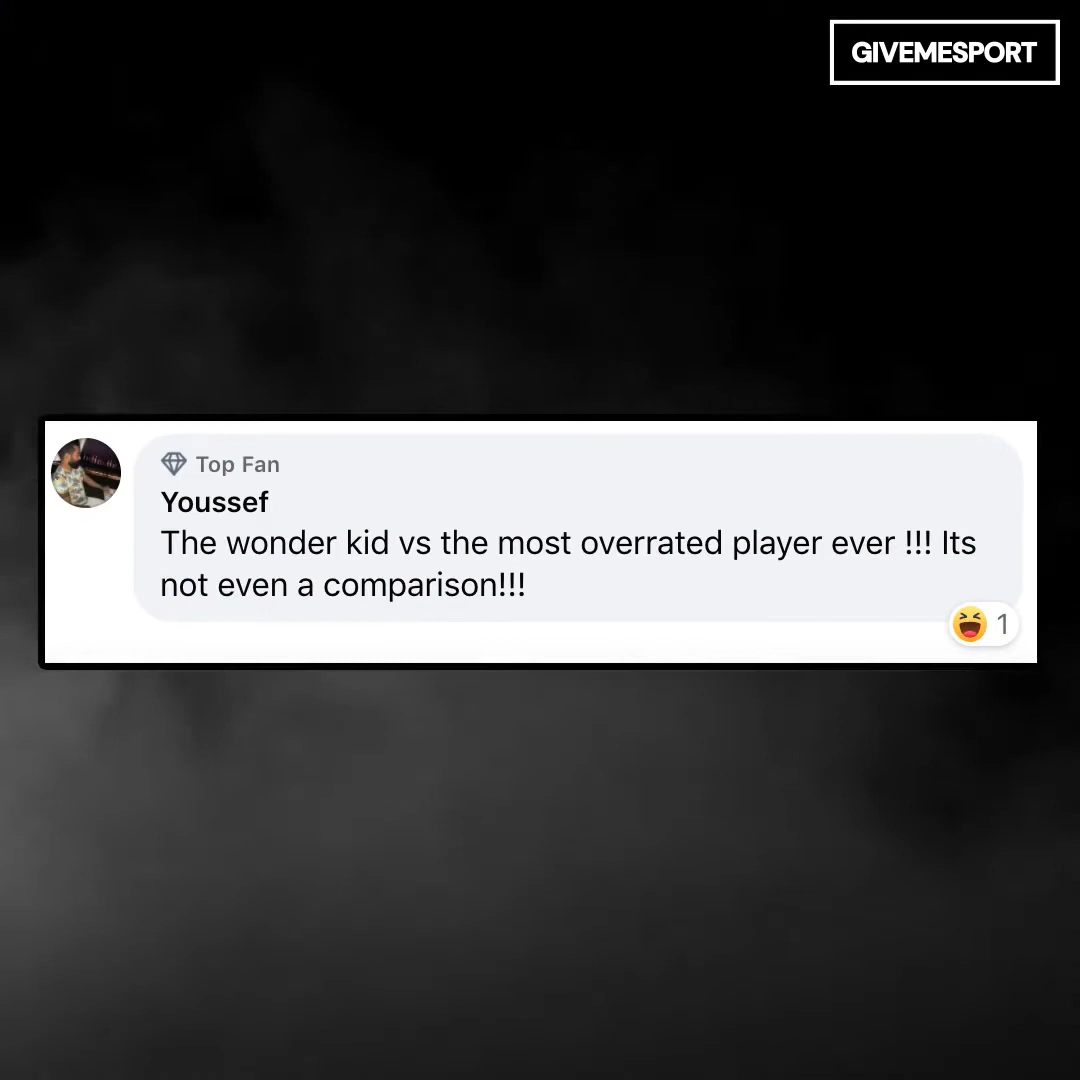 GIVEMESPORT
Top Fan
Youssef
The wonder kid vs the most overrated player ever !!! Its
not even a comparison!!!
1